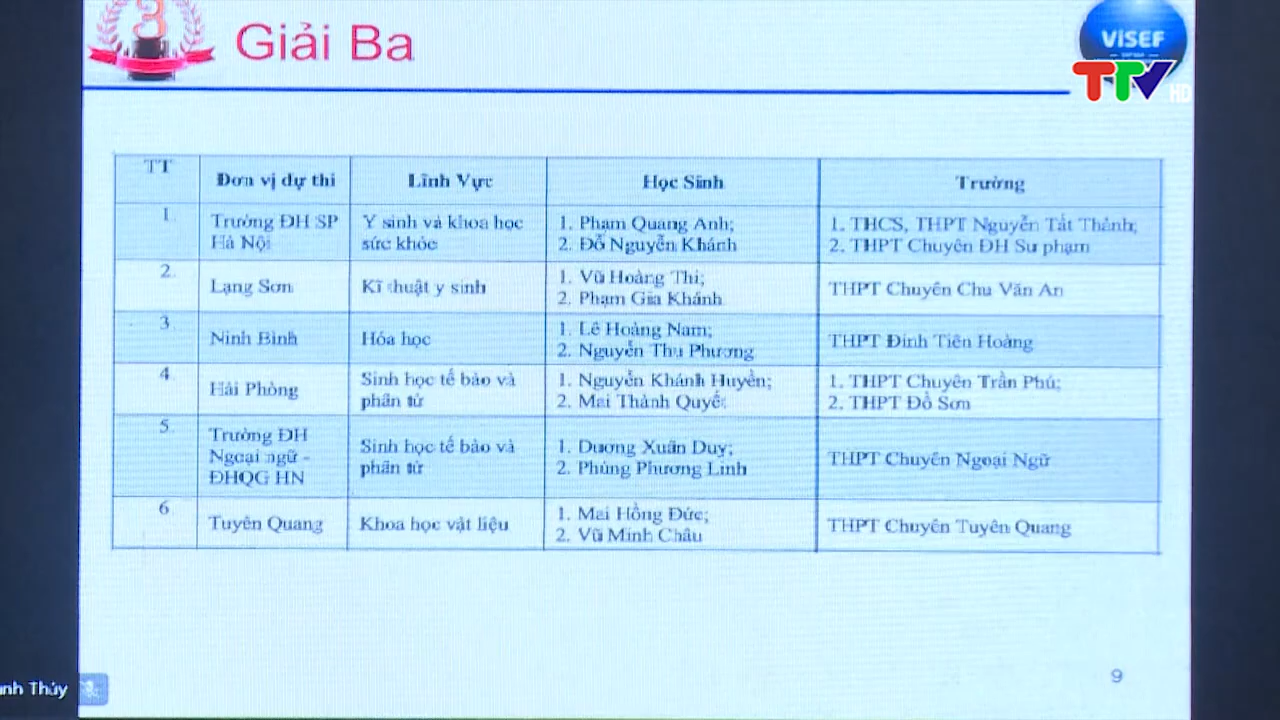 3
Giải Ba
ViSEF
TTV HD
TT
Đơn vị dự thi
Lĩnh Vực
Học Sinh
Trường
1.
Trường ĐH SP
Hà Nội
Y sinh và khoa học
sức khỏe
1. Phạm Quang Anh;
2. Đỗ Nguyễn Khánh
1. THCS, THPT Nguyễn Tất Thành;
2. THPT Chuyên ĐH Sư phạm
2.
Lạng Sơn
Kĩ thuật y sinh
1. Vũ Hoàng Thi;
2. Phạm Gia Khánh
THPT Chuyên Chu Văn An
3
Ninh Bình
Hóa học
1. Lê Hoàng Nam;
2. Nguyễn Thu Phương
THPT Đinh Tiên Hoàng
4
Hải Phòng
Sinh học tế bào và
phân tử
1. Nguyễn Khánh Huyền;
2. Mai Thành Quyết
1. THPT Chuyên Trần Phú;
2. THPT Đồ Sơn
5.
Trường ĐH
Ngoại ngữ -
ĐHQG HN
Sinh học tế bào và
phân tử
1. Dương Xuân Duy;
2. Phùng Phương Linh
THPT Chuyên Ngoại Ngữ
6
Tuyên Quang
Khoa học vật liệu
1. Mai Hồng Đức;
2. Vũ Minh Châu
THPT Chuyên Tuyên Quang
9
Thủy